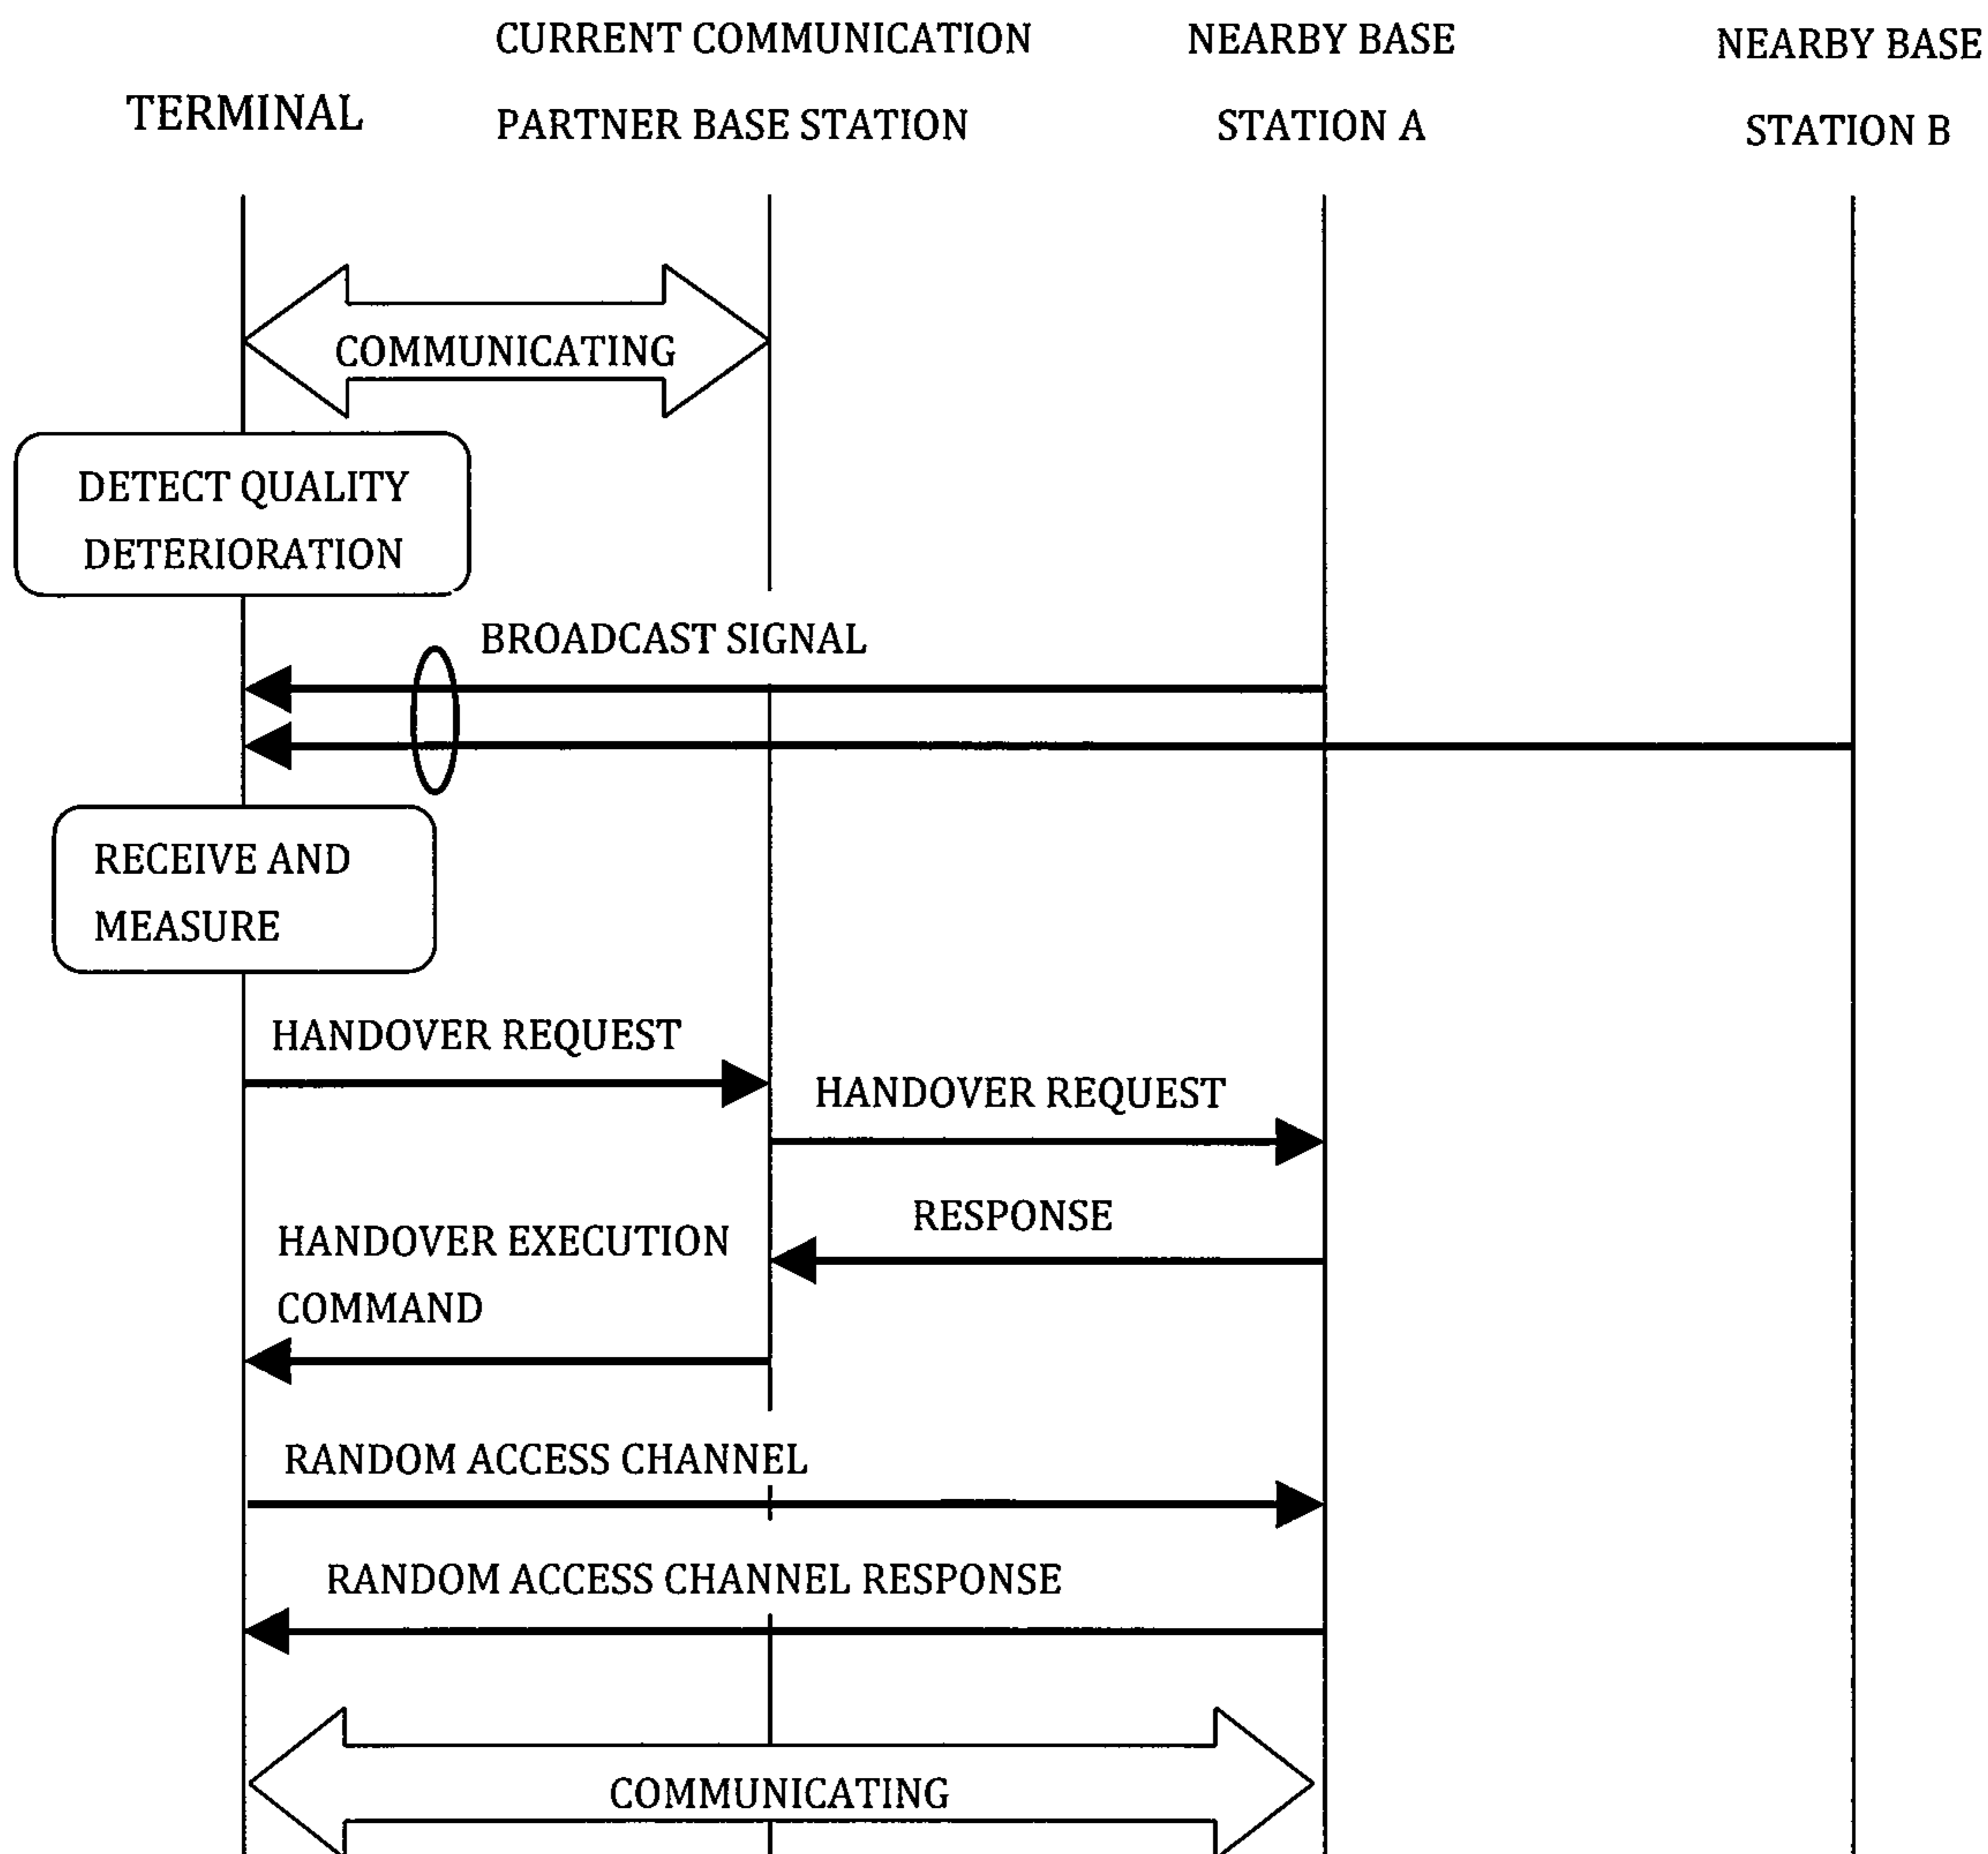 TERMINAL
CURRENT COMMUNICATION
PARTNER BASE STATION
NEARBY BASE
STATION A
NEARBY BASE
STATION B
COMMUNICATING
DETECT QUALITY
DETERIORATION
BROADCAST SIGNAL
RECEIVE AND
MEASURE
HANDOVER REQUEST
HANDOVER REQUEST
RESPONSE
HANDOVER EXECUTION
COMMAND
RANDOM ACCESS CHANNEL
RANDOM ACCESS CHANNEL RESPONSE
COMMUNICATING